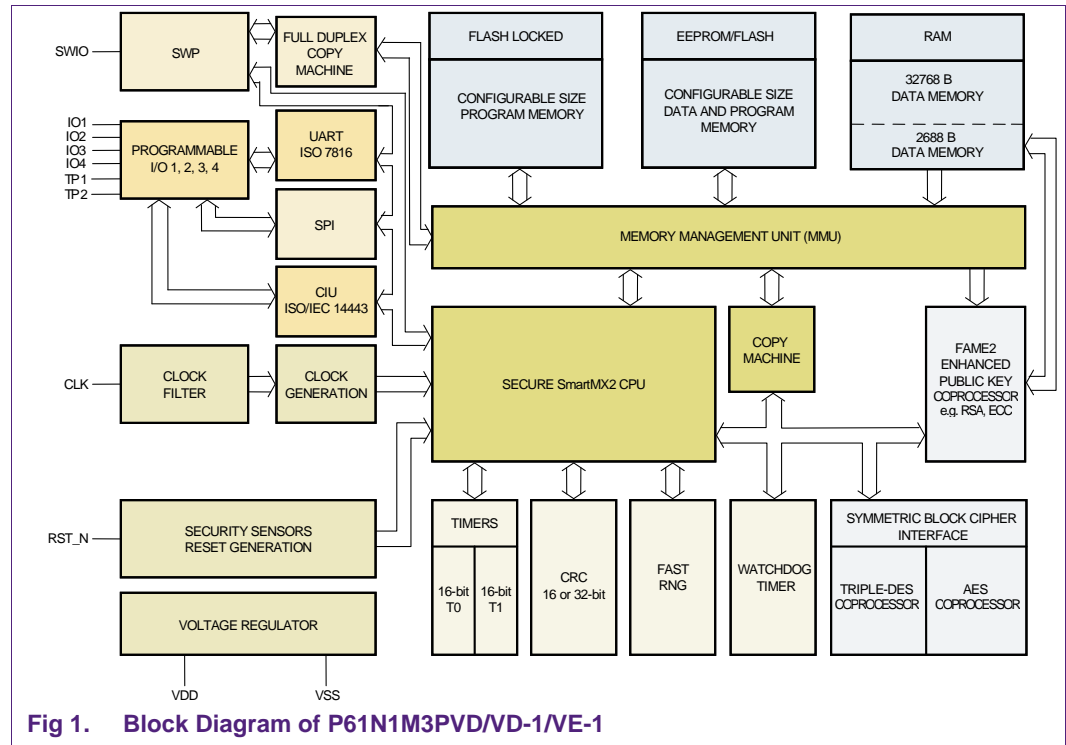 SWIO
SWP
FULL DUPLEX
COPY
MACHINE
FLASH LOCKED
CONFIGURABLE SIZE
PROGRAM MEMORY
EEPROM/FLASH
CONFIGURABLE SIZE
DATA AND PROGRAM
MEMORY
RAM
32768 B
DATA MEMORY
2688 B
DATA MEMORY
IO1
IO2
IO3
IO4
TP1
TP2
PROGRAMMABLE
I/O 1, 2, 3, 4
UART
ISO 7816
SPI
CIU
ISO/IEC 14443
MEMORY MANAGEMENT UNIT (MMU)
CLK
CLOCK
FILTER
CLOCK
GENERATION
SECURE SmartMX2 CPU
COPY
MACHINE
FAME2
ENHANCED
PUBLIC KEY
COPROCESSOR
e.g. RSA, ECC
RST_N
SECURITY SENSORS
RESET GENERATION
TIMERS
16-bit
T0
16-bit
T1
CRC
16 or 32-bit
FAST
RNG
WATCHDOG
TIMER
SYMMETRIC BLOCK CIPHER
INTERFACE
TRIPLE-DES
COPROCESSOR
AES
COPROCESSOR
VOLTAGE REGULATOR
VDD
VSS
Fig 1. Block Diagram of P61N1M3PVD/VD-1/VE-1